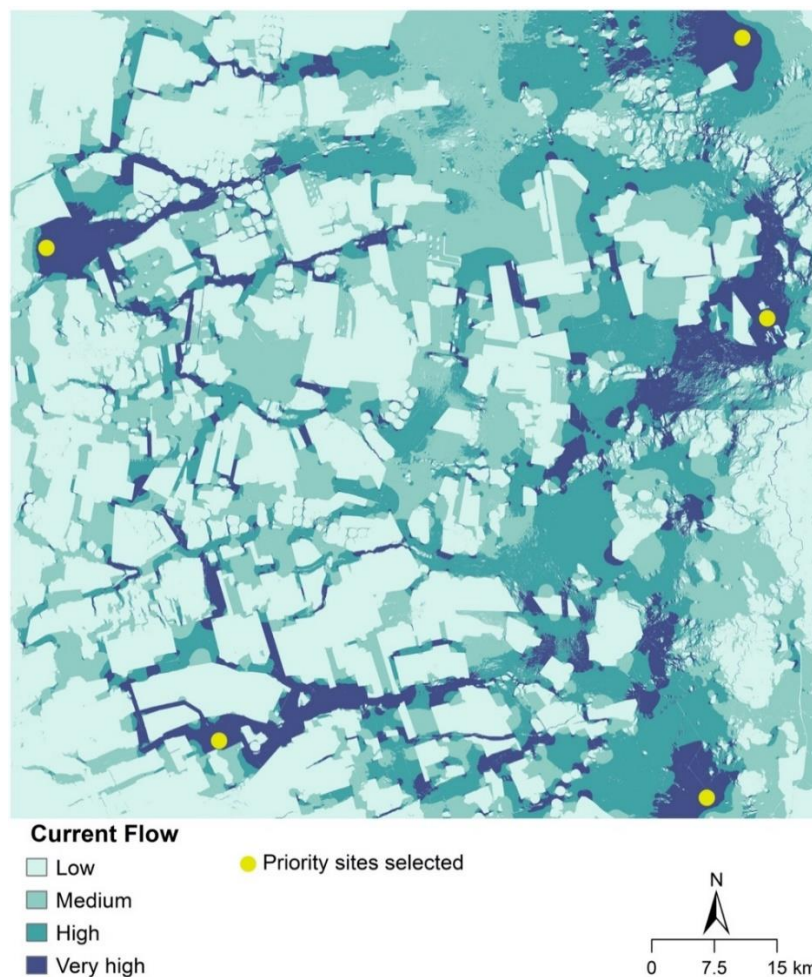 Current Flow
Low
Medium
High
Very high
Priority sites selected
N
0 7.5 15 km